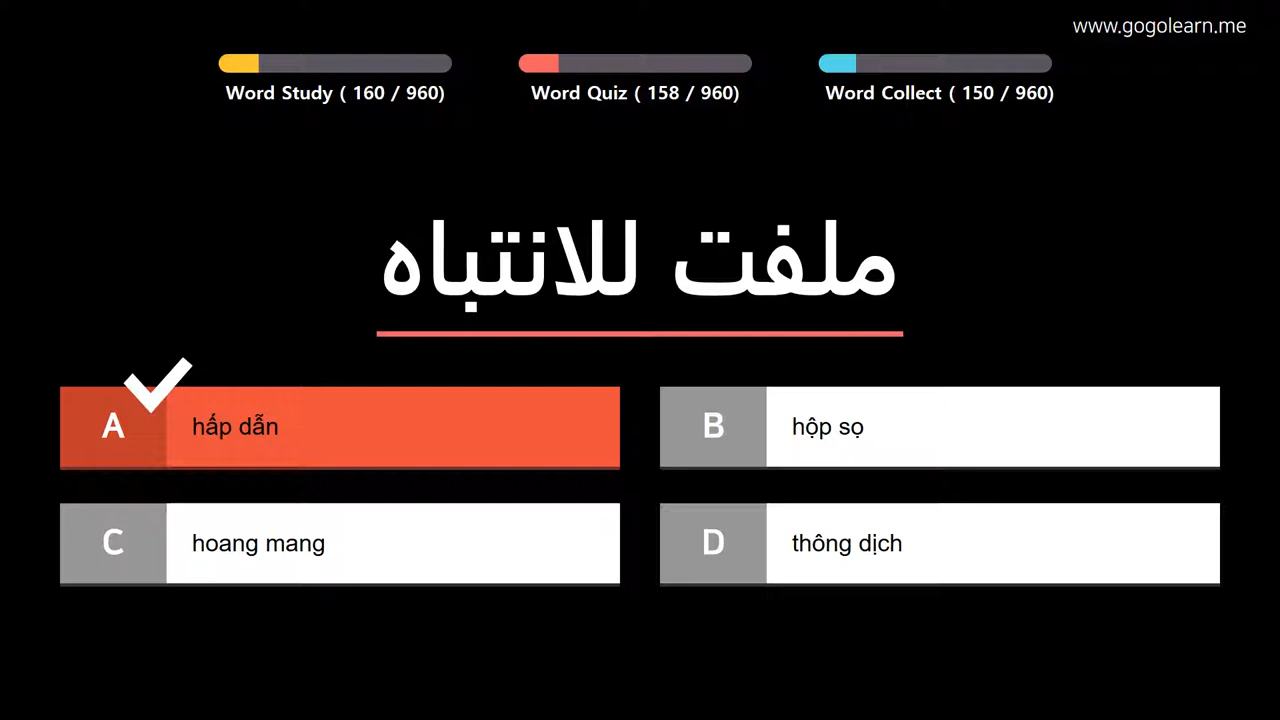 www.gogolearn.me
Word Study ( 160 / 960)
Word Quiz ( 158 / 960)
Word Collect ( 150 / 960)
ملفت للانتباه
A hấp dẫn
B hộp sọ
C hoang mang
D thông dịch